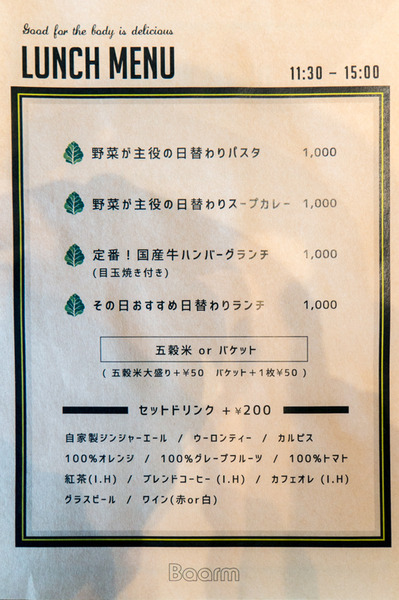 Good for the body is delicious
LUNCH MENU 11:30 – 15:00
野菜が主役の日替わりパスタ 1,000
野菜が主役の日替わりスープカレー 1,000
定番！国産牛ハンバーグランチ 1,000
(目玉焼き付き)
その日おすすめ日替わりランチ 1,000
五穀米 or バケット
( 五穀米大盛り＋¥50 バケット＋1枚¥50 )
セットドリンク ＋¥200
自家製ジンジャーエール / ウーロンティー / カルピス
100%オレンジ / 100%グレープフルーツ / 100%トマト
紅茶(I.H) / ブレンドコーヒー (I.H) / カフェオレ (I.H)
グラスビール / ワイン(赤or白)
Baarm